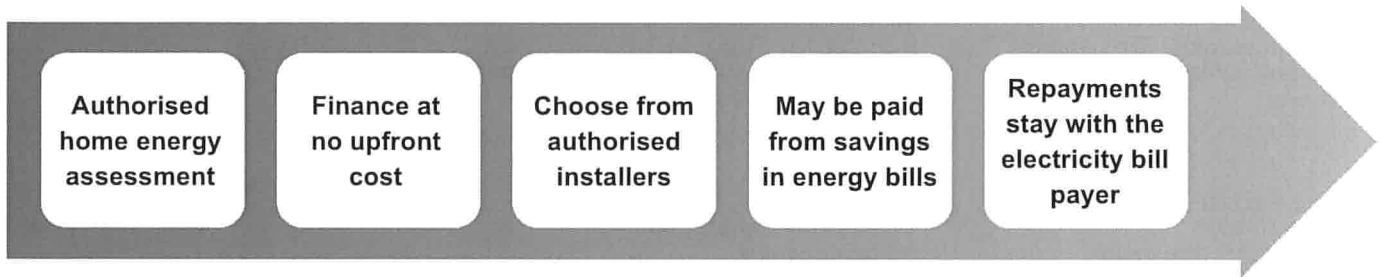 Authorised
home energy
assessment
Finance at
no upfront
cost
Choose from
authorised
installers
May be paid
from savings
in energy bills
Repayments
stay with the
electricity bill
payer